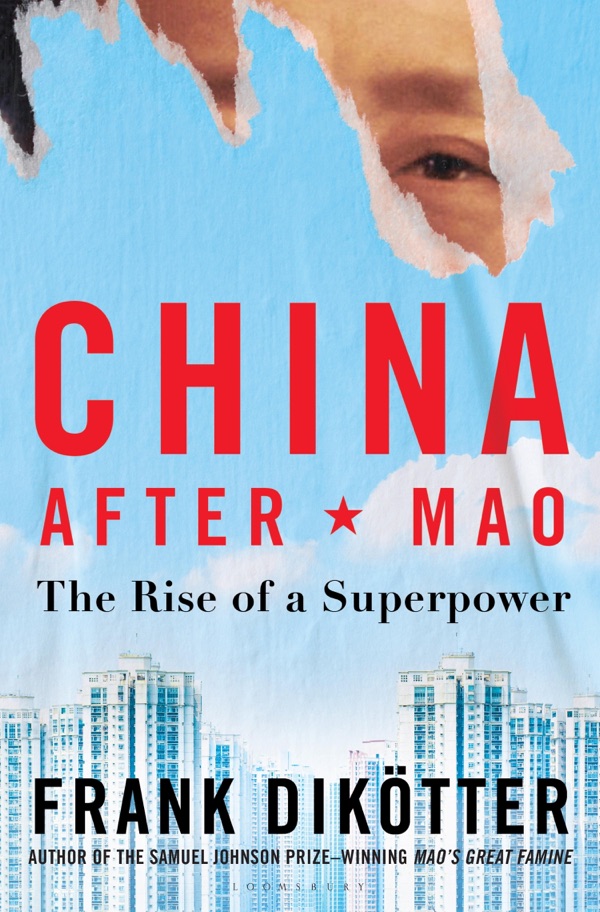 CHINA
AFTER ★ MAO
The Rise of a Superpower
FRANK DIKÖTTER
AUTHOR OF THE SAMUEL JOHNSON PRIZE–WINNING MAO'S GREAT FAMINE
BLOOMSBURY